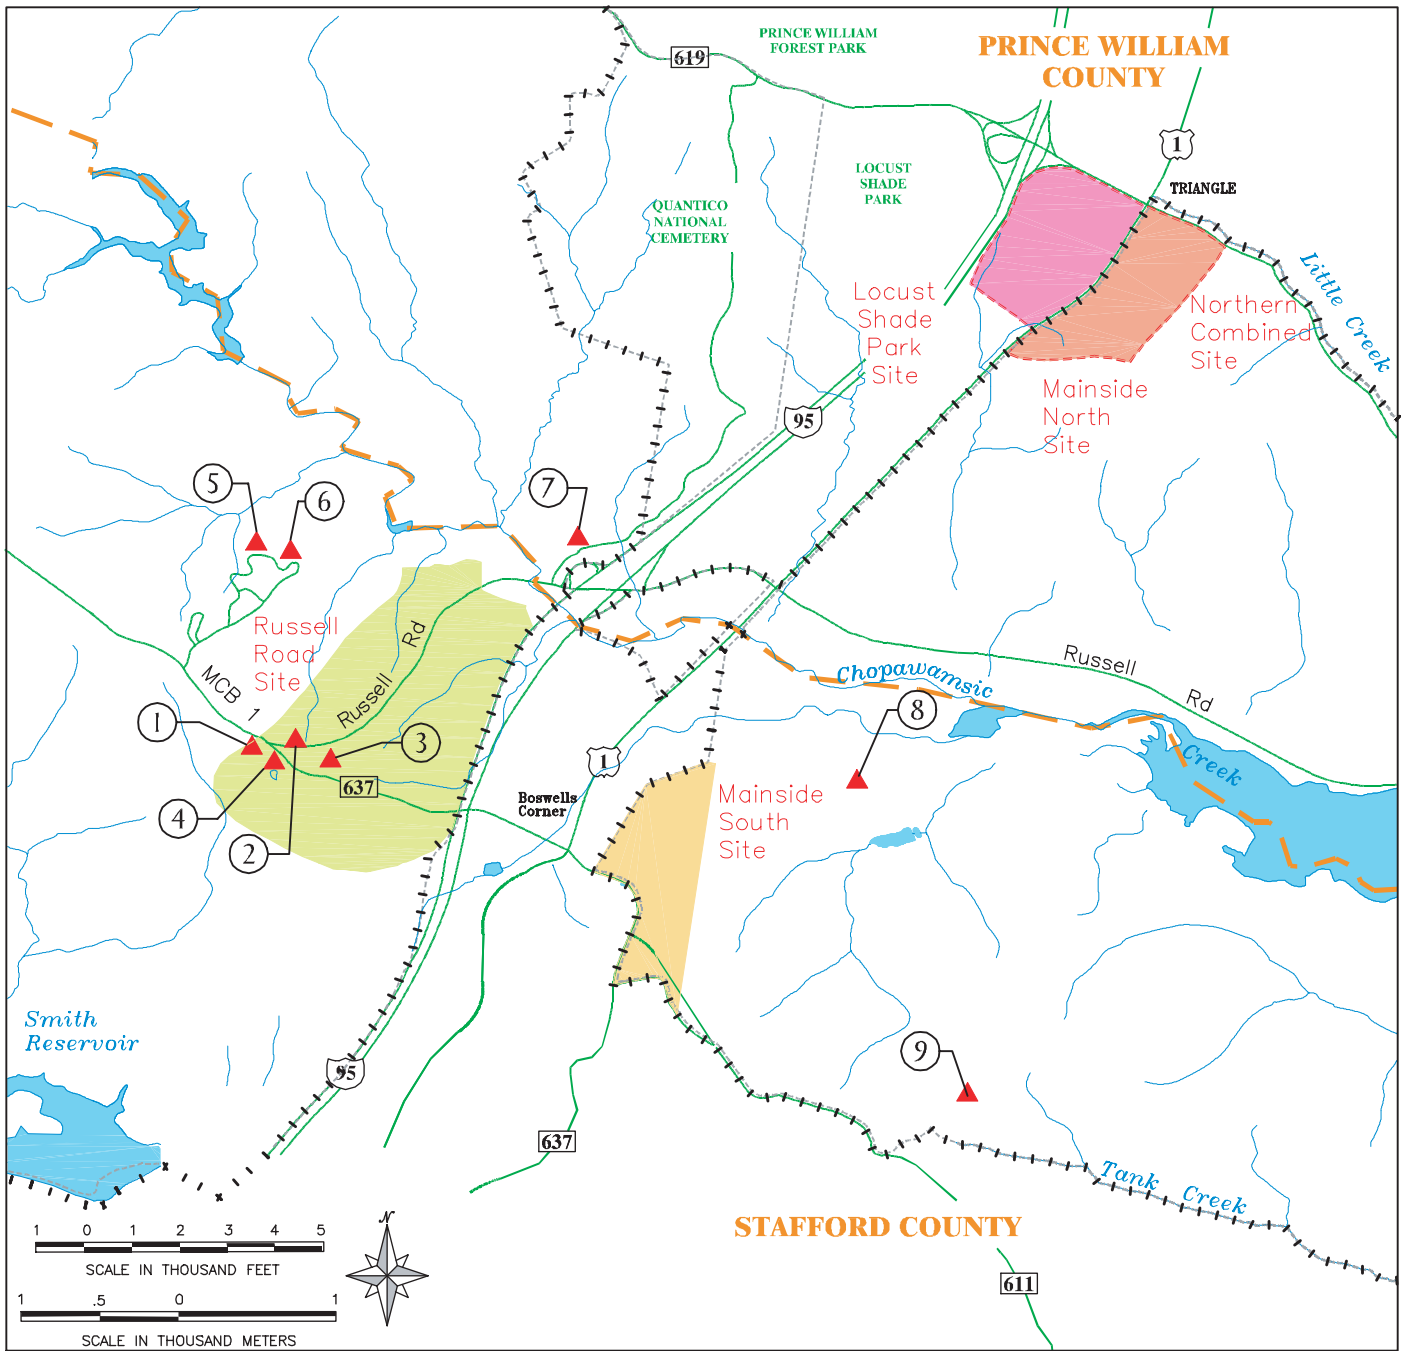 PRINCE WILLIAM
FOREST PARK
PRINCE WILLIAM
COUNTY
619
1
LOCUST
SHADE
PARK
TRIANGLE
QUANTICO
NATIONAL
CEMETERY
Little Creek
Locust
Shade
Park
Site
Northern
Combined
Site
Mainside
North
Site
95
5
6
7
Russell
Road
Site
Rd
Russell
MCB 1
Russell
Rd
Chopawamsic
Creek
1
2
3
4
8
637
1
Boswells
Corner
Mainside
South
Site
Smith
Reservoir
95
9
637
Tank Creek
STAFFORD COUNTY
611
N
1 0 1 2 3 4 5
SCALE IN THOUSAND FEET
1 .5 0 1
SCALE IN THOUSAND METERS